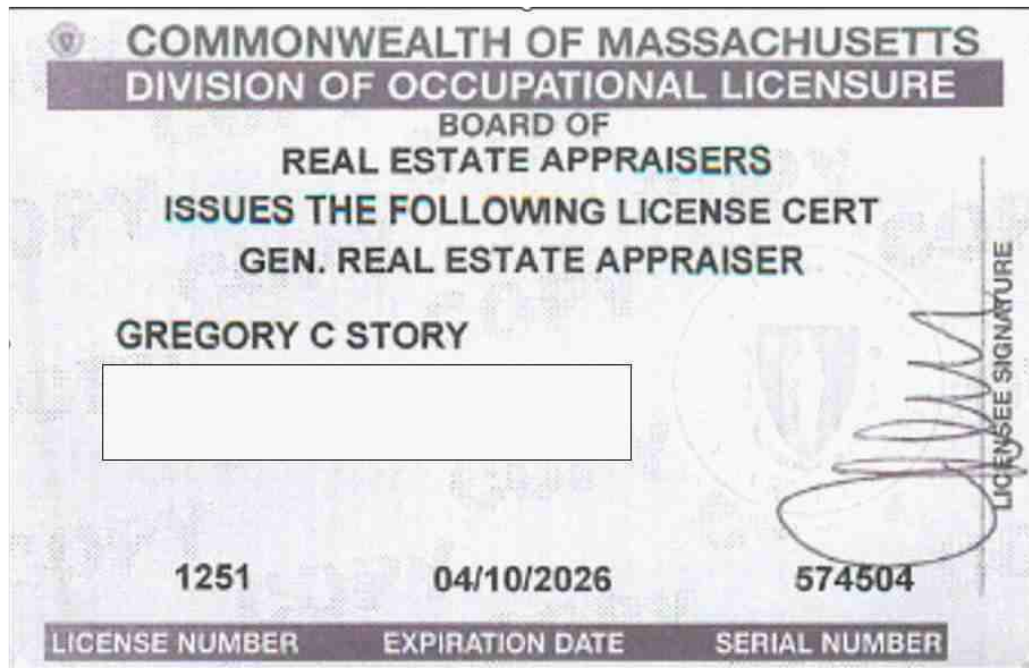 COMMONWEALTH OF MASSACHUSETTS
DIVISION OF OCCUPATIONAL LICENSURE
BOARD OF
REAL ESTATE APPRAISERS
ISSUES THE FOLLOWING LICENSE CERT
GEN. REAL ESTATE APPRAISER
GREGORY C STORY
LICENSEE SIGNATURE
1251 04/10/2026 574504
LICENSE NUMBER EXPIRATION DATE SERIAL NUMBER